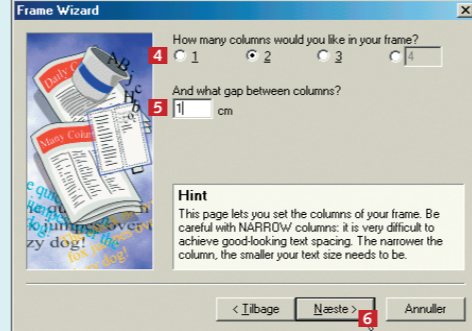 Frame Wizard
How many columns would you like in your frame?
4 1 2 3 4
And what gap between columns?
5 1 cm
Hint
This page lets you set the columns of your frame. Be
careful with NARROW columns: it is very difficult to
achieve good-looking text spacing. The narrower the
column, the smaller your text size needs to be.
Daily
Many Colum
zy dog!
< Tilbage Næste > 6 Annuller